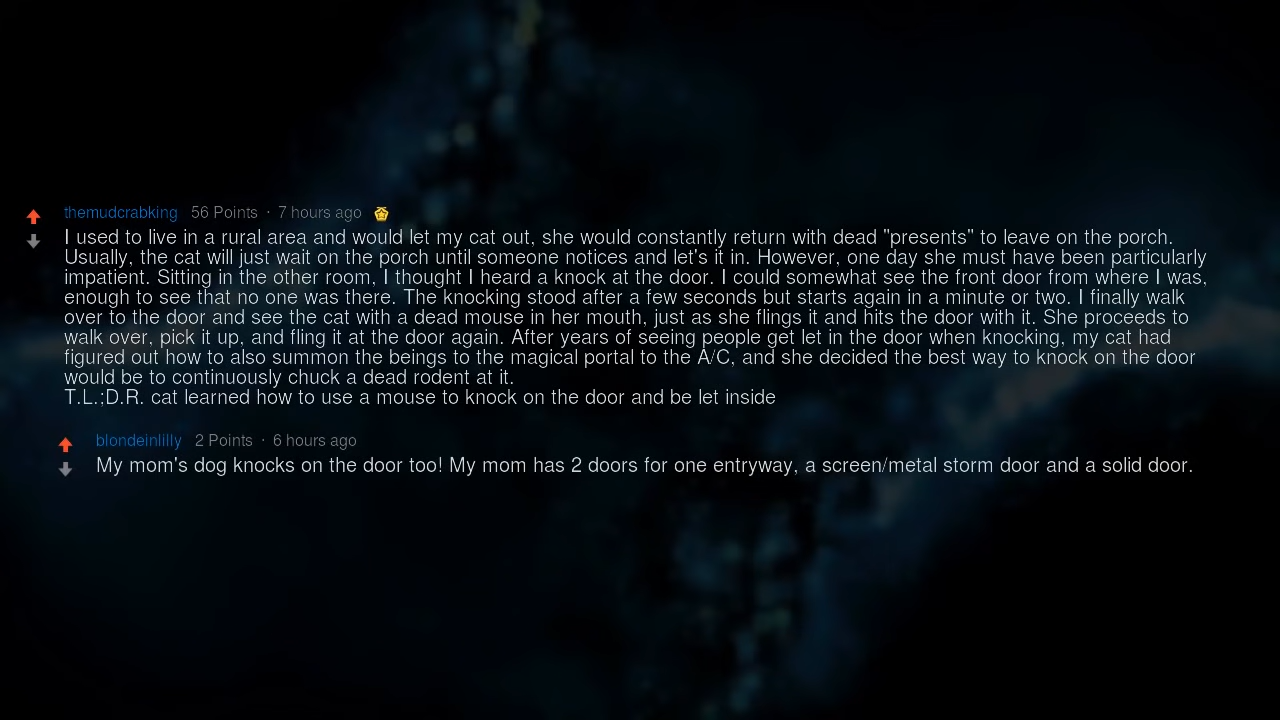 themudcrabking 56 Points · 7 hours ago
I used to live in a rural area and would let my cat out, she would constantly return with dead "presents" to leave on the porch.
Usually, the cat will just wait on the porch until someone notices and let's it in. However, one day she must have been particularly
impatient. Sitting in the other room, I thought I heard a knock at the door. I could somewhat see the front door from where I was,
enough to see that no one was there. The knocking stood after a few seconds but starts again in a minute or two. I finally walk
over to the door and see the cat with a dead mouse in her mouth, just as she flings it and hits the door with it. She proceeds to
walk over, pick it up, and fling it at the door again. After years of seeing people get let in the door when knocking, my cat had
figured out how to also summon the beings to the magical portal to the A/C, and she decided the best way to knock on the door
would be to continuously chuck a dead rodent at it.
T.L.;D.R. cat learned how to use a mouse to knock on the door and be let inside
blondeinlilly 2 Points · 6 hours ago
My mom's dog knocks on the door too! My mom has 2 doors for one entryway, a screen/metal storm door and a solid door.